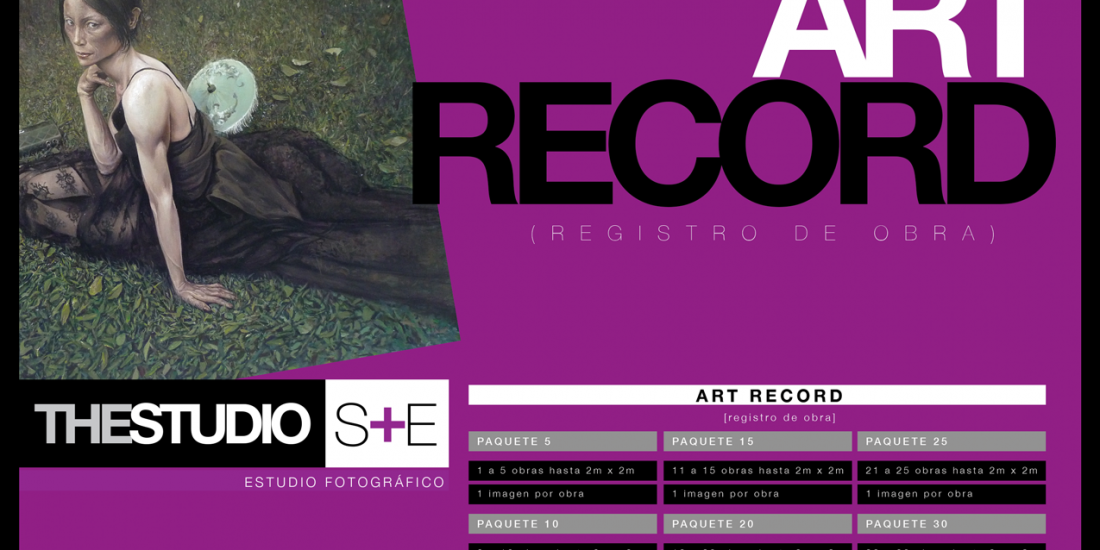 ART
RECORD
(REGISTRO DE OBRA)
THESTUDIO S+E
ESTUDIO FOTOGRÁFICO
ART RECORD
[registro de obra]
PAQUETE 5
1 a 5 obras hasta 2m x 2m
1 imagen por obra
PAQUETE 15
11 a 15 obras hasta 2m x 2m
1 imagen por obra
PAQUETE 25
21 a 25 obras hasta 2m x 2m
1 imagen por obra
PAQUETE 10
PAQUETE 20
PAQUETE 30